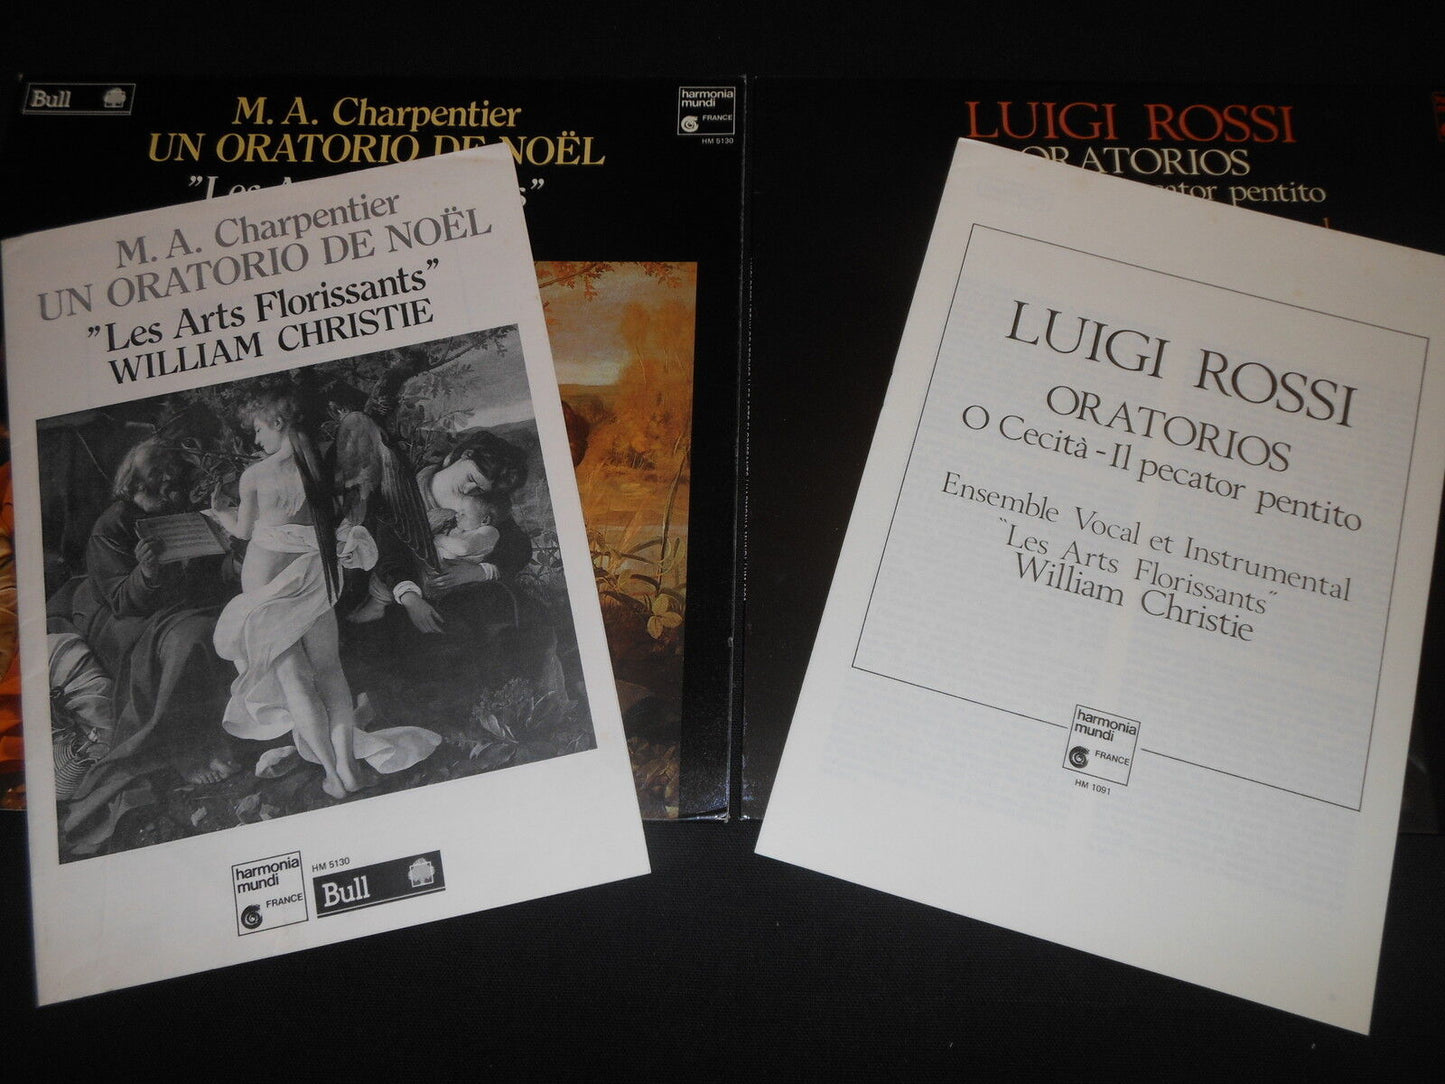 Bull
M. A. Charpentier
UN ORATORIO DE NOËL
"Les A s"
harmonia
mundi
FRANCE
HM 5130
M. A. Charpentier
UN ORATORIO DE NOËL
"Les Arts Florissants"
WILLIAM CHRISTIE
harmonia
mundi
FRANCE
HM 5130
Bull
LUIGI ROSSI
ORATORIOS
pentito
LUIGI ROSSI
ORATORIOS
O Cecità - Il pecator pentito
Ensemble Vocal et Instrumental
"Les Arts Florissants"
William Christie
harmonia
mundi
FRANCE
HM 1091